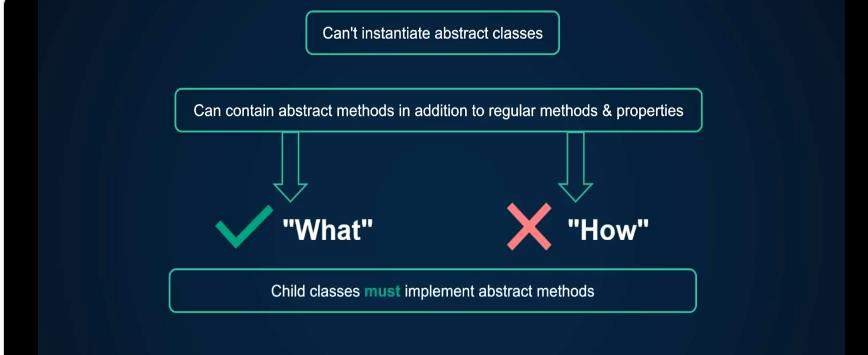 Can't instantiate abstract classes
Can contain abstract methods in addition to regular methods & properties
"What"
"How"
Child classes must implement abstract methods